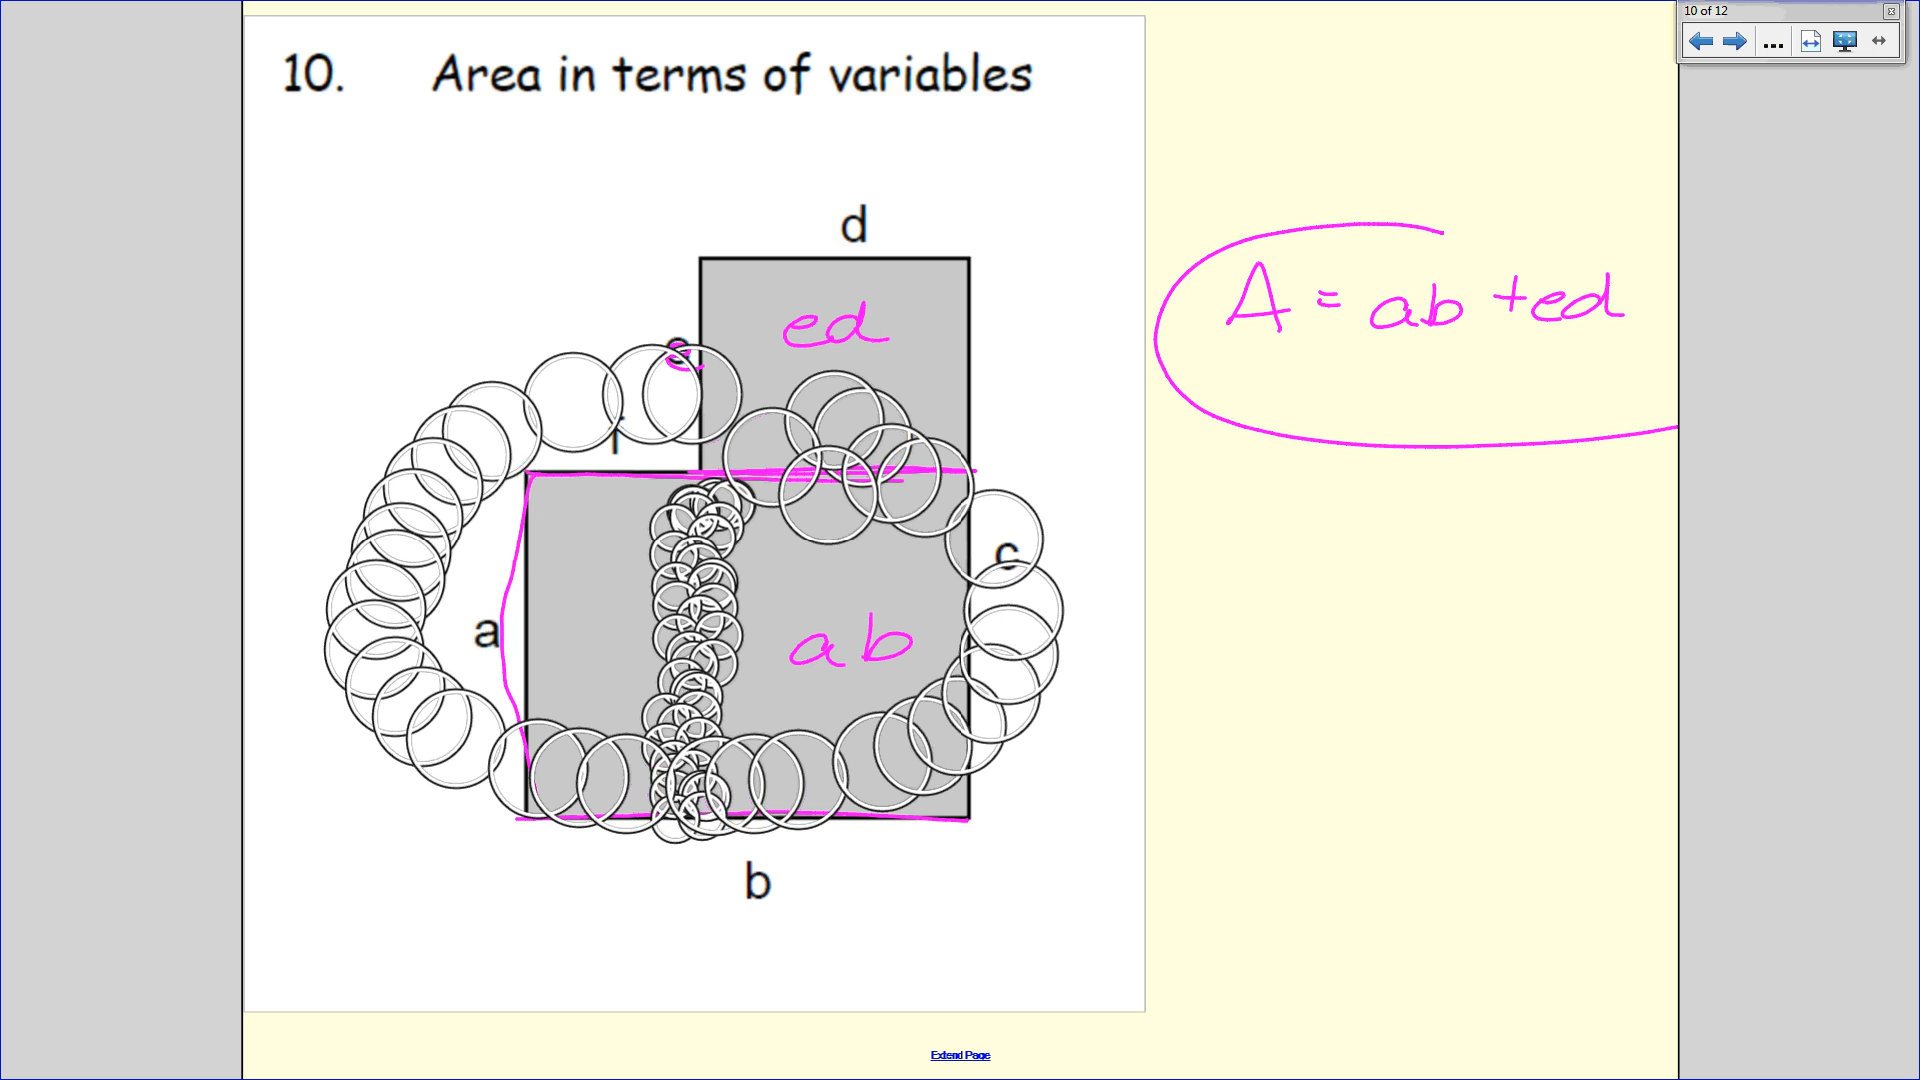 10 of 12
10. Area in terms of variables
d
ed
A = ab + ed
e
f
c
a
ab
b
Extend Page